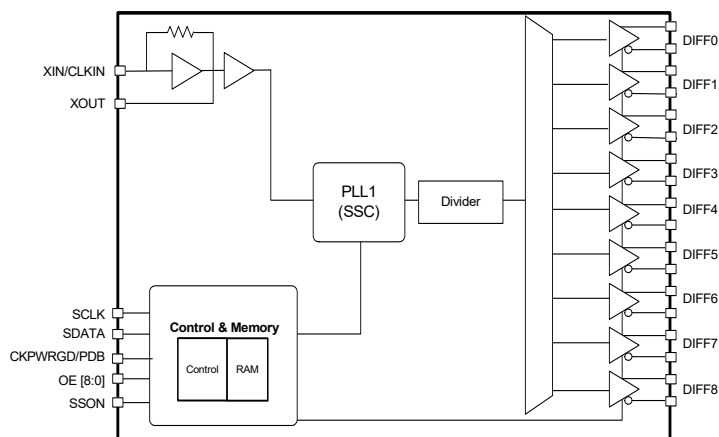 XIN/CLKIN
XOUT
PLL1
(SSC)
Divider
SCLK
SDATA
CKPWRGD/PDB
OE [8:0]
SSON
Control & Memory
Control
RAM
DIFF0
DIFF1
DIFF2
DIFF3
DIFF4
DIFF5
DIFF6
DIFF7
DIFF8